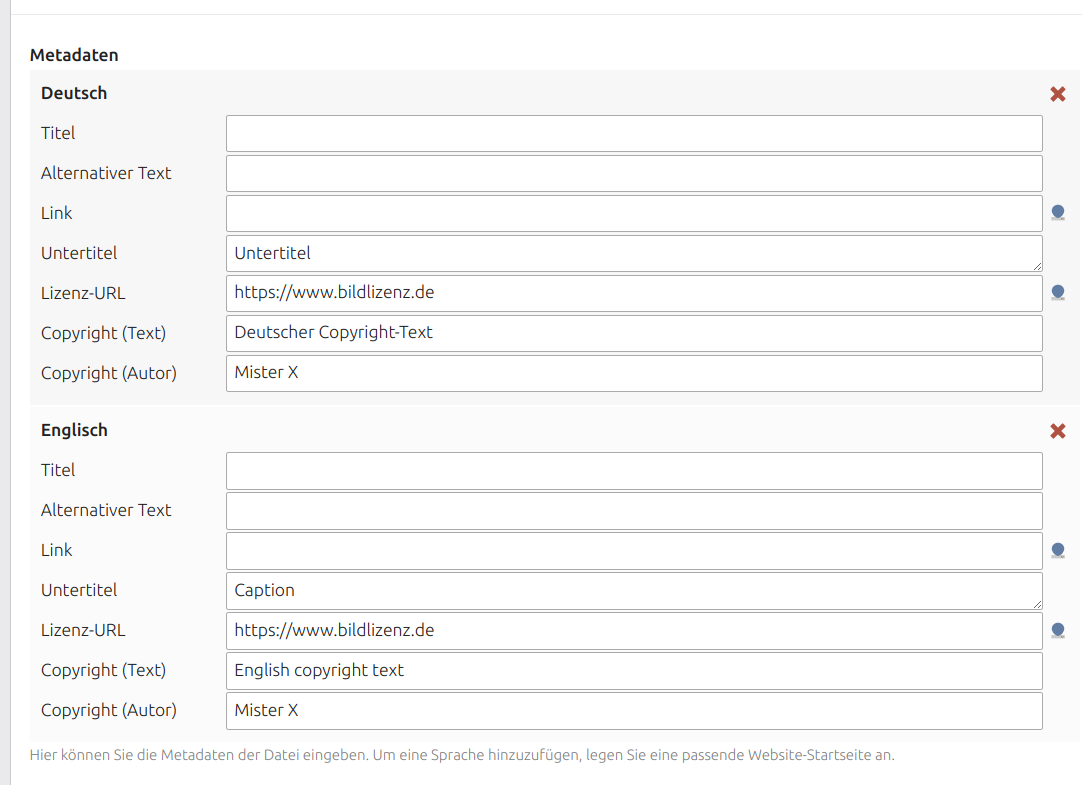 Metadaten
Deutsch
Titel
Alternativer Text
Link
Untertitel Untertitel
Lizenz-URL https://www.bildlizenz.de
Copyright (Text) Deutscher Copyright-Text
Copyright (Autor) Mister X
Englisch
Titel
Alternativer Text
Link
Untertitel Caption
Lizenz-URL https://www.bildlizenz.de
Copyright (Text) English copyright text
Copyright (Autor) Mister X
Hier können Sie die Metadaten der Datei eingeben. Um eine Sprache hinzuzufügen, legen Sie eine passende Website-Startseite an.